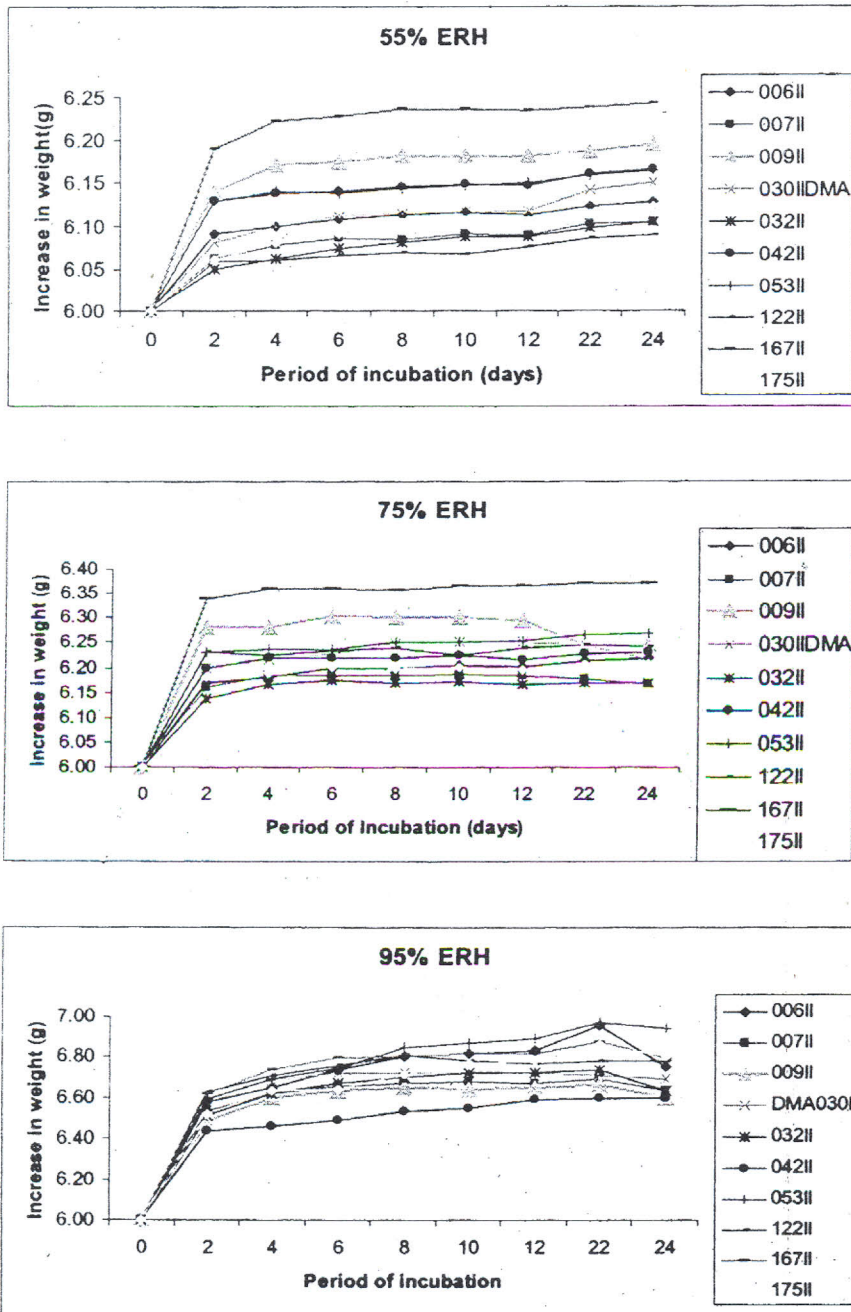 55% ERH
Increase in weight(g)
6.25
6.20
6.15
6.10
6.05
6.00
0 2 4 6 8 10 12 22 24
Period of incubation (days)
006II
007II
009II
030IIDMA
032II
042II
053II
122II
167II
175II
75% ERH
Increase in weight (g)
6.40
6.35
6.30
6.25
6.20
6.15
6.10
6.05
6.00
0 2 4 6 8 10 12 22 24
Period of incubation (days)
006II
007II
009II
030IIDMA
032II
042II
053II
122II
167II
175II
95% ERH
Increase in weight (g)
7.00
6.80
6.60
6.40
6.20
6.00
0 2 4 6 8 10 12 22 24
Period of incubation
006II
007II
009II
DMA030I
032II
042II
053II
122II
167II
175II